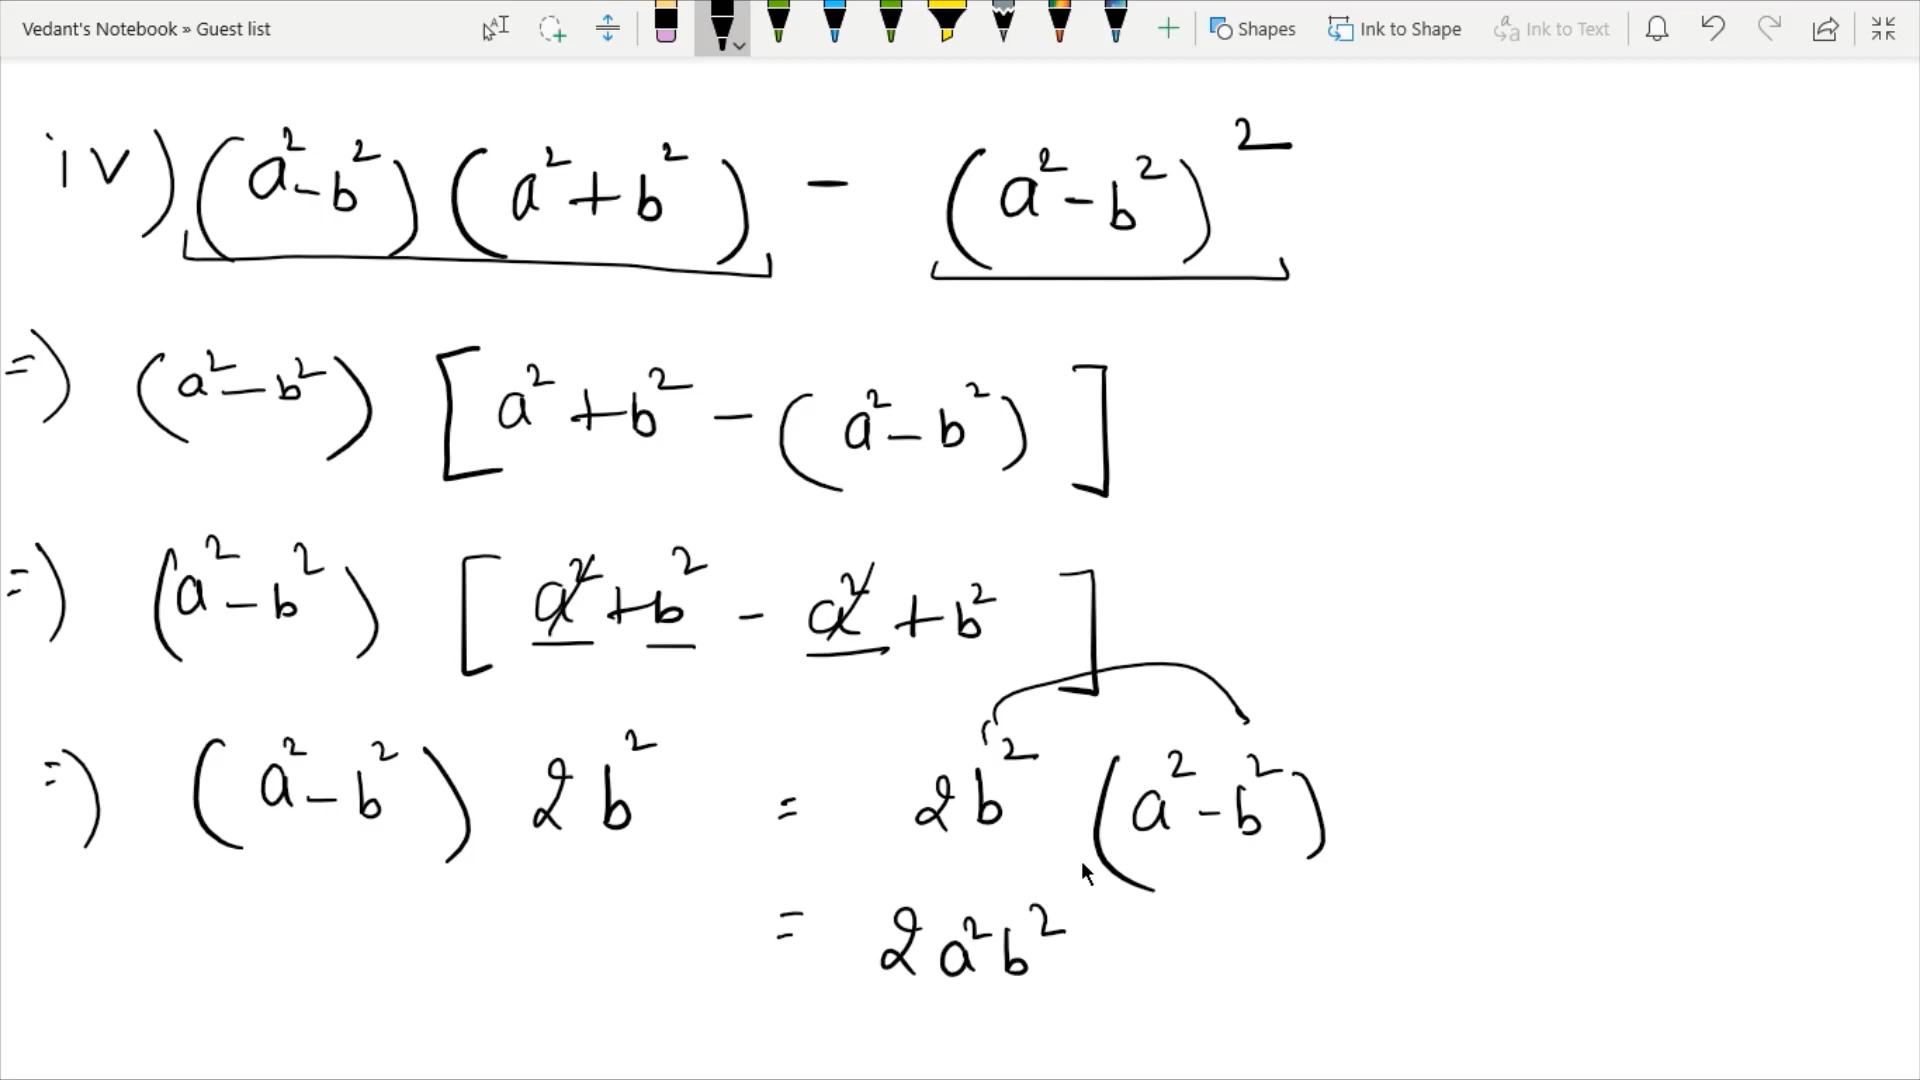 Vedant's Notebook » Guest list
Shapes Ink to Shape Ink to Text
iv) (a²-b²) (a²+b²) - (a²-b²)²
=) (a²-b²) [a²+b² - (a²-b²)]
=) (a²-b²) [a²+b² - a²+b²]
=) (a²-b²) 2b² = 2b² (a²-b²)
= 2a²b²